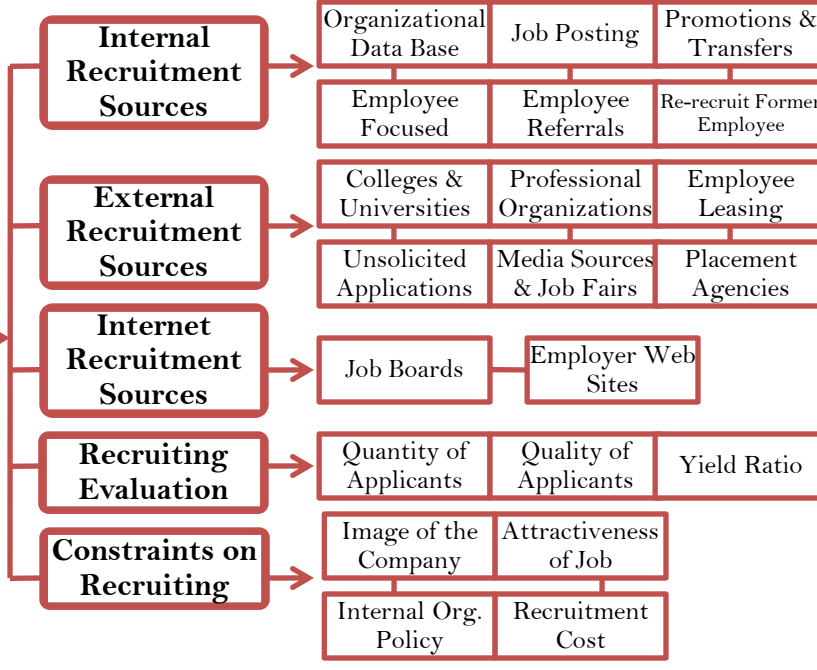 Internal
Recruitment
Sources
Organizational
Data Base
Job Posting
Promotions &
Transfers
Employee
Focused
Employee
Referrals
Re-recruit Former
Employee
External
Recruitment
Sources
Colleges &
Universities
Professional
Organizations
Employee
Leasing
Unsolicited
Applications
Media Sources
& Job Fairs
Placement
Agencies
Internet
Recruitment
Sources
Job Boards
Employer Web
Sites
Recruiting
Evaluation
Quantity of
Applicants
Quality of
Applicants
Yield Ratio
Constraints on
Recruiting
Image of the
Company
Attractiveness
of Job
Internal Org.
Policy
Recruitment
Cost